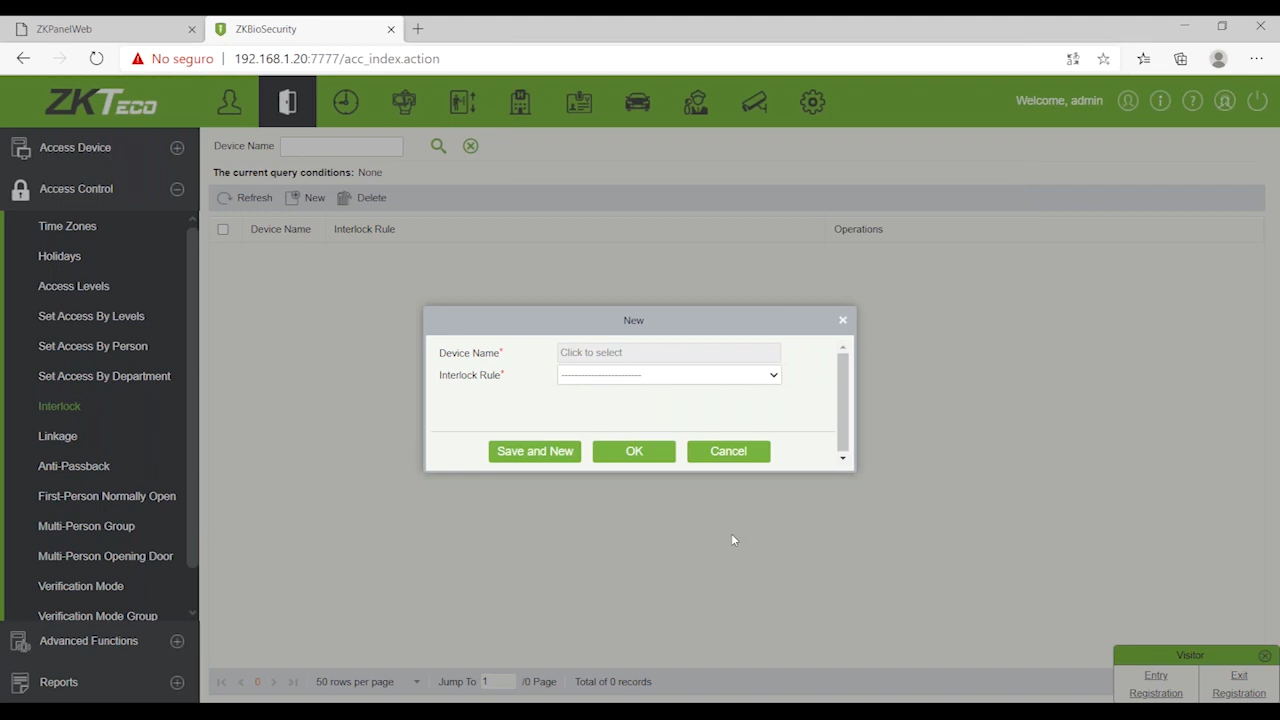 ZKPanelWeb
ZKBioSecurity
No seguro
192.168.1.20:7777/acc_index.action
ZKTECO
Welcome, admin
Access Device
Access Control
Time Zones
Holidays
Access Levels
Set Access By Levels
Set Access By Person
Set Access By Department
Interlock
Linkage
Anti-Passback
First-Person Normally Open
Multi-Person Group
Multi-Person Opening Door
Verification Mode
Verification Mode Group
Advanced Functions
Reports
Device Name
The current query conditions: None
Refresh New Delete
Device Name Interlock Rule Operations
New
Device Name* Click to select
Interlock Rule* -----------------------
Save and New OK Cancel
0 50 rows per page Jump To 1 /0 Page Total of 0 records
Visitor
Entry Registration
Exit Registration